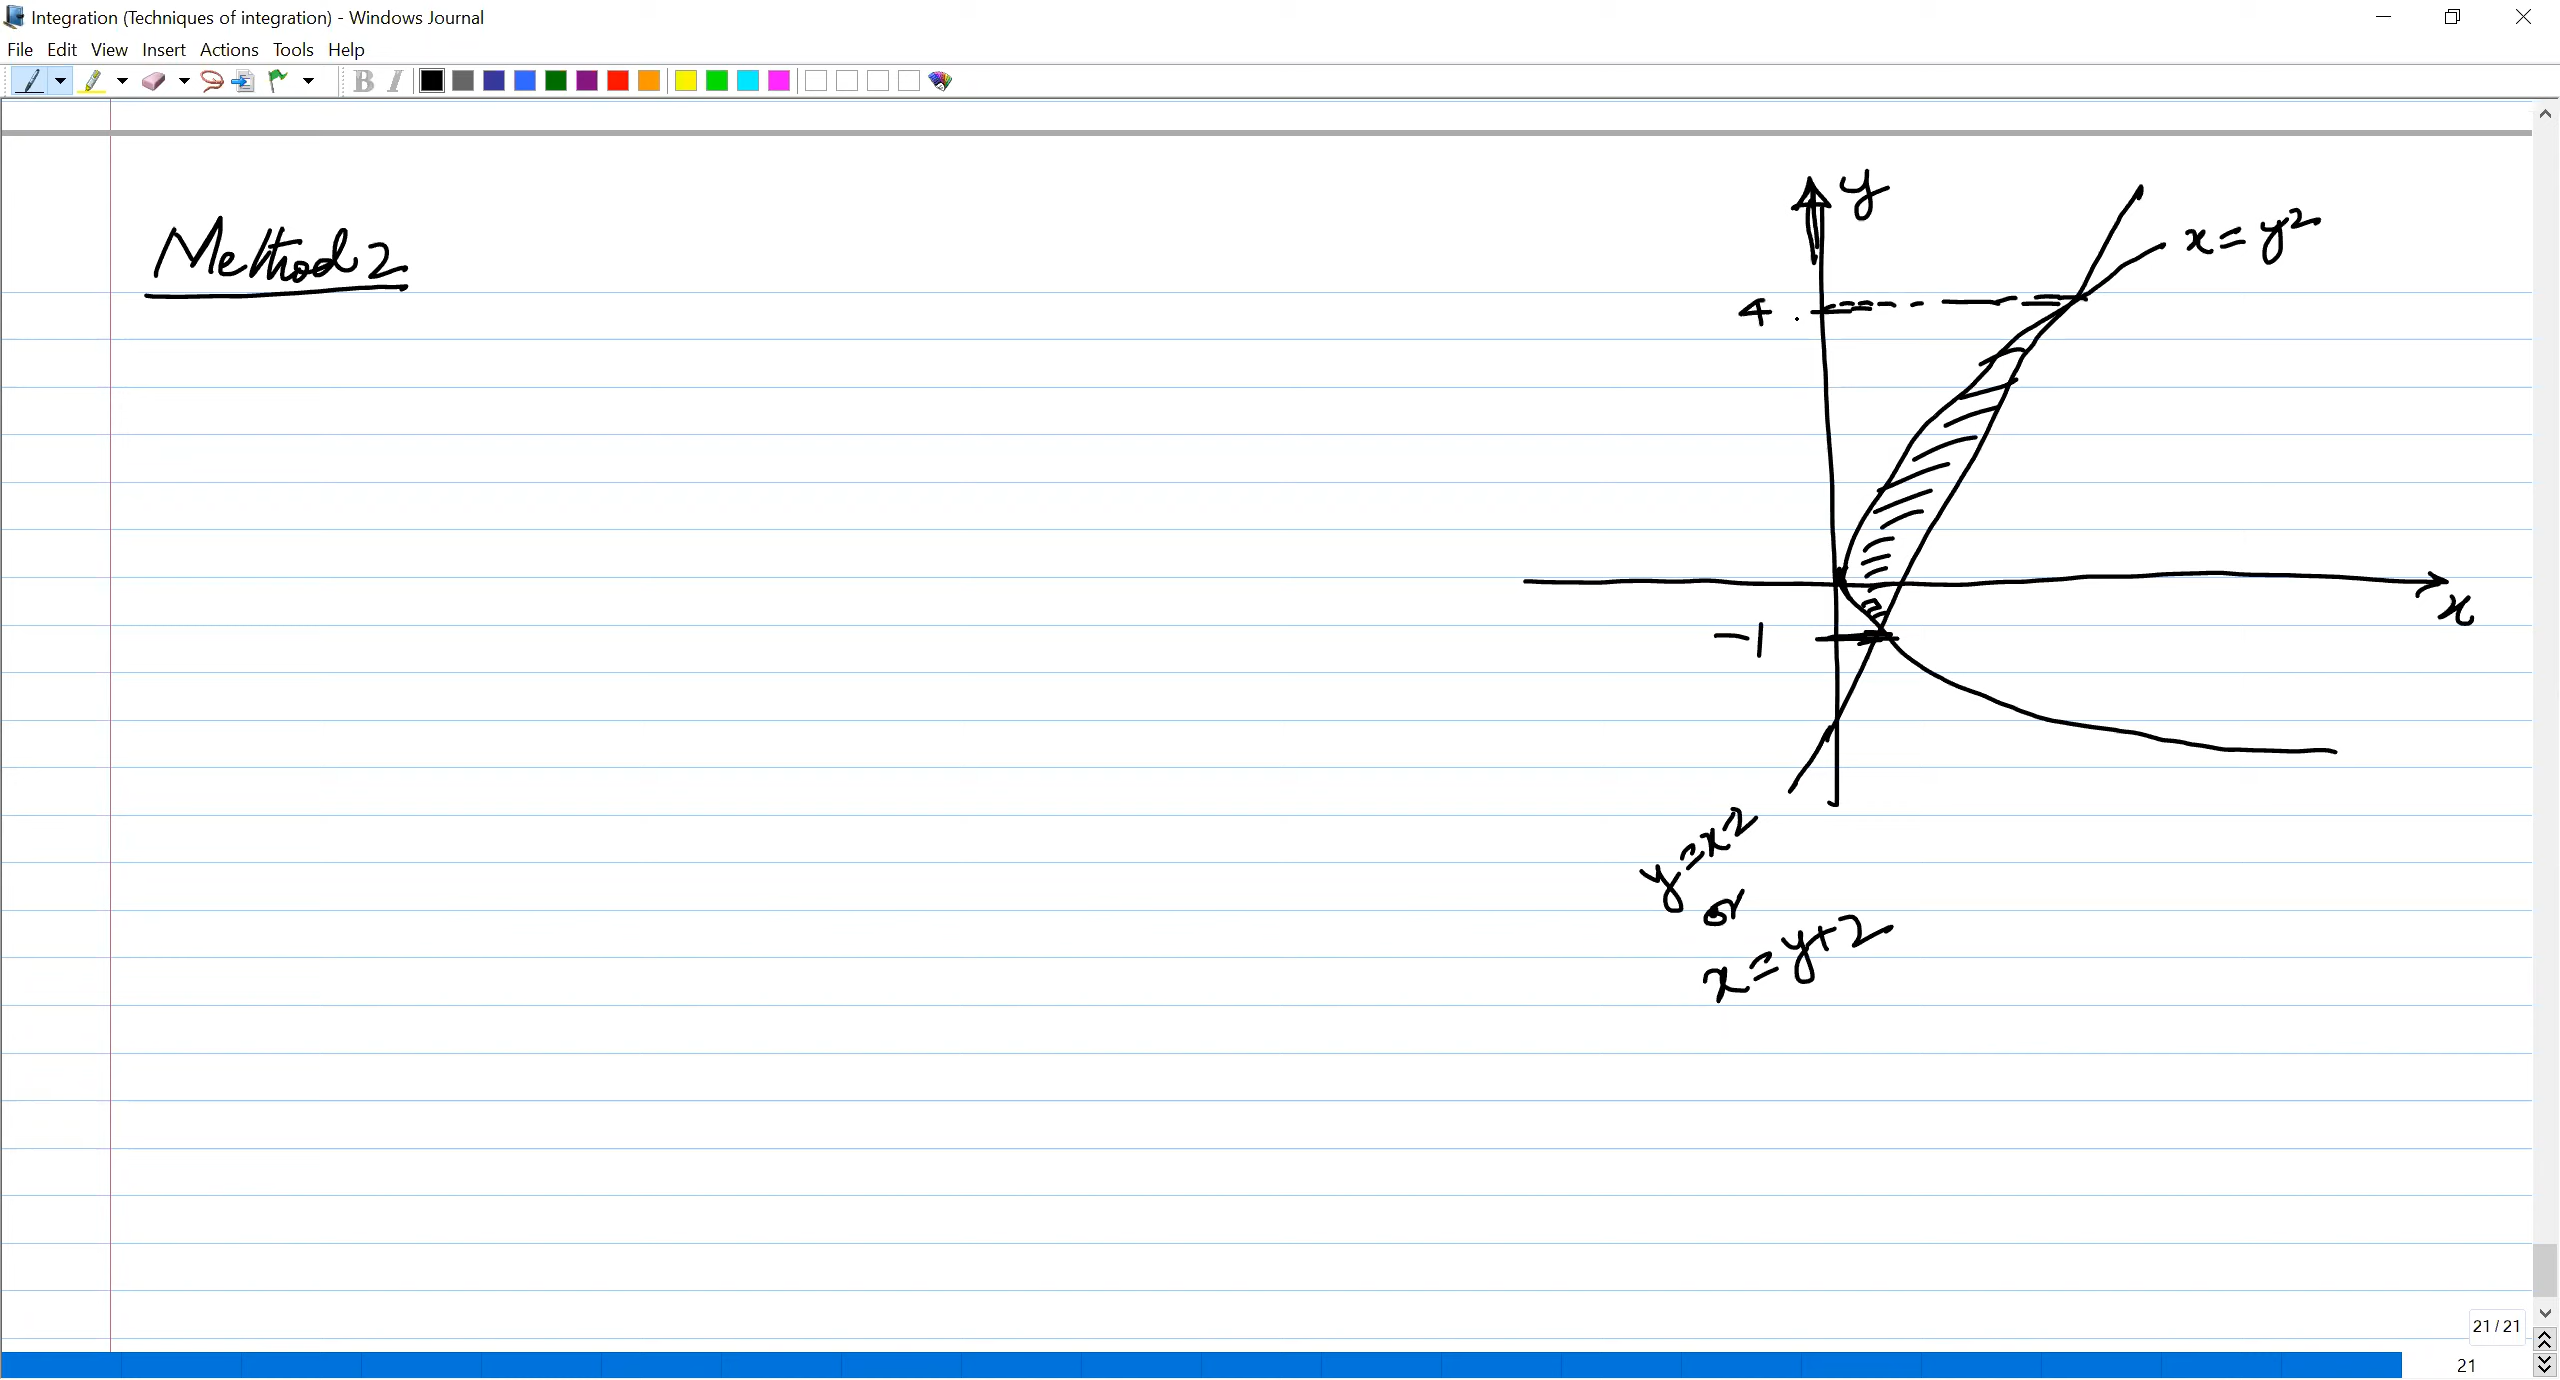 Integration (Techniques of integration) - Windows Journal
File Edit View Insert Actions Tools Help
B I
Method 2
y
x = y²
4
x
-1
y = x 2
or
x = y + 2
21 / 21
21